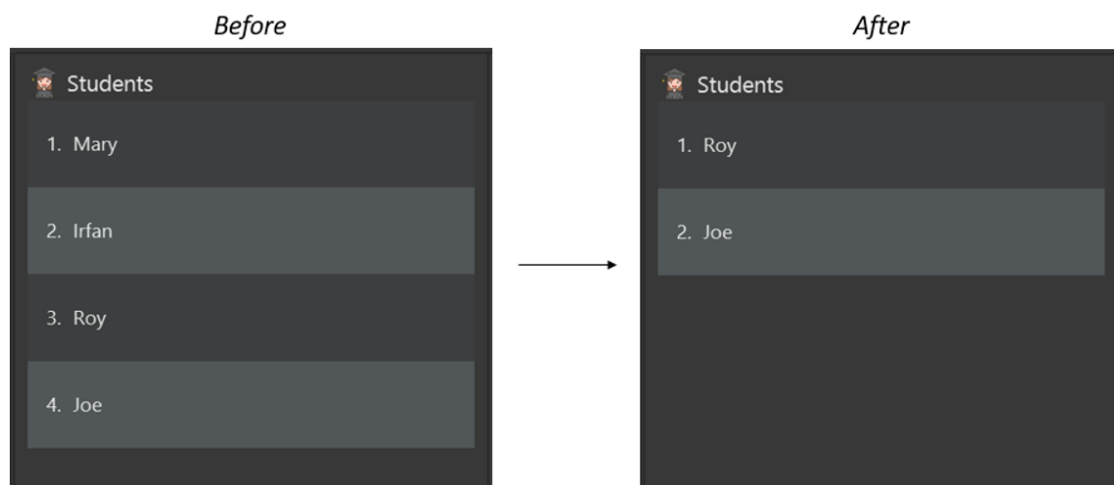 Before
Students
1. Mary
2. Irfan
3. Roy
4. Joe
After
Students
1. Roy
2. Joe